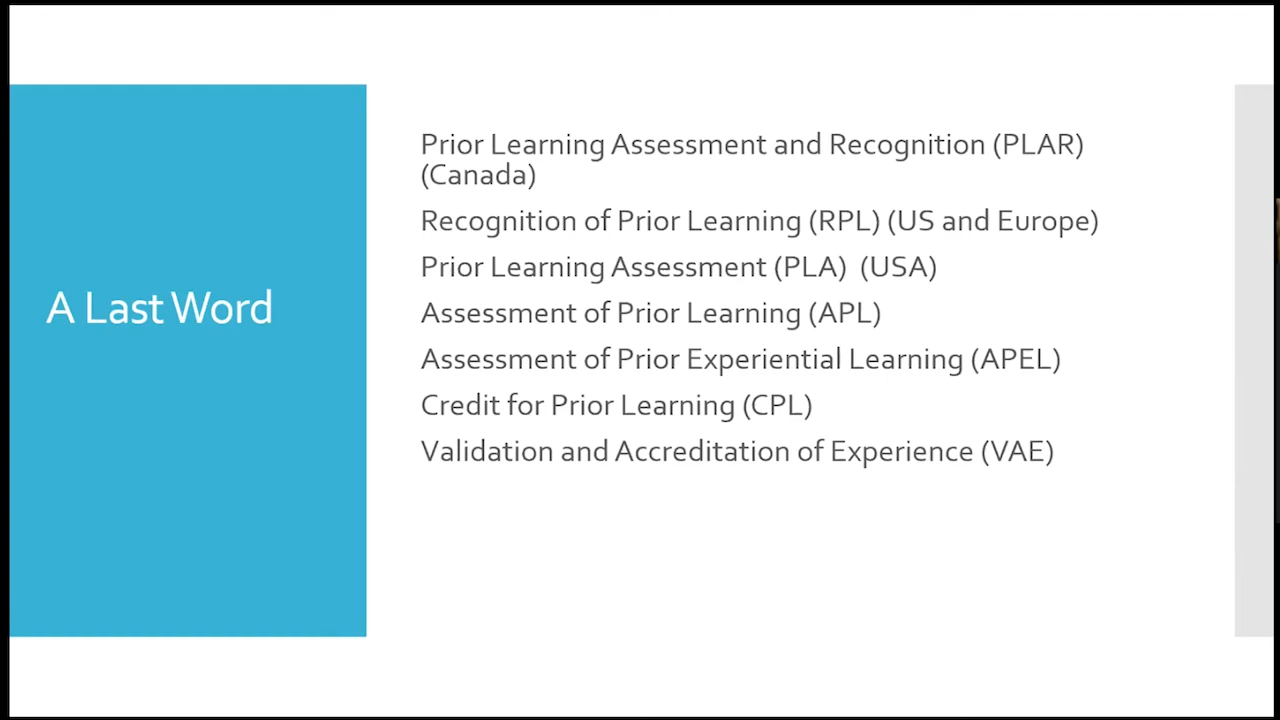 A Last Word
Prior Learning Assessment and Recognition (PLAR)
(Canada)
Recognition of Prior Learning (RPL) (US and Europe)
Prior Learning Assessment (PLA)  (USA)
Assessment of Prior Learning (APL)
Assessment of Prior Experiential Learning (APEL)
Credit for Prior Learning (CPL)
Validation and Accreditation of Experience (VAE)